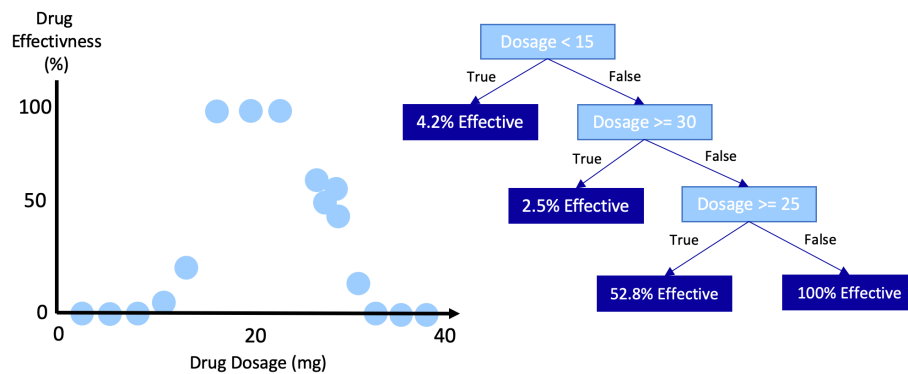 Drug
Effectivness
(%)
100
50
0
0
20
40
Drug Dosage (mg)
Dosage < 15
True
False
4.2% Effective
Dosage >= 30
True
False
2.5% Effective
Dosage >= 25
True
False
52.8% Effective
100% Effective